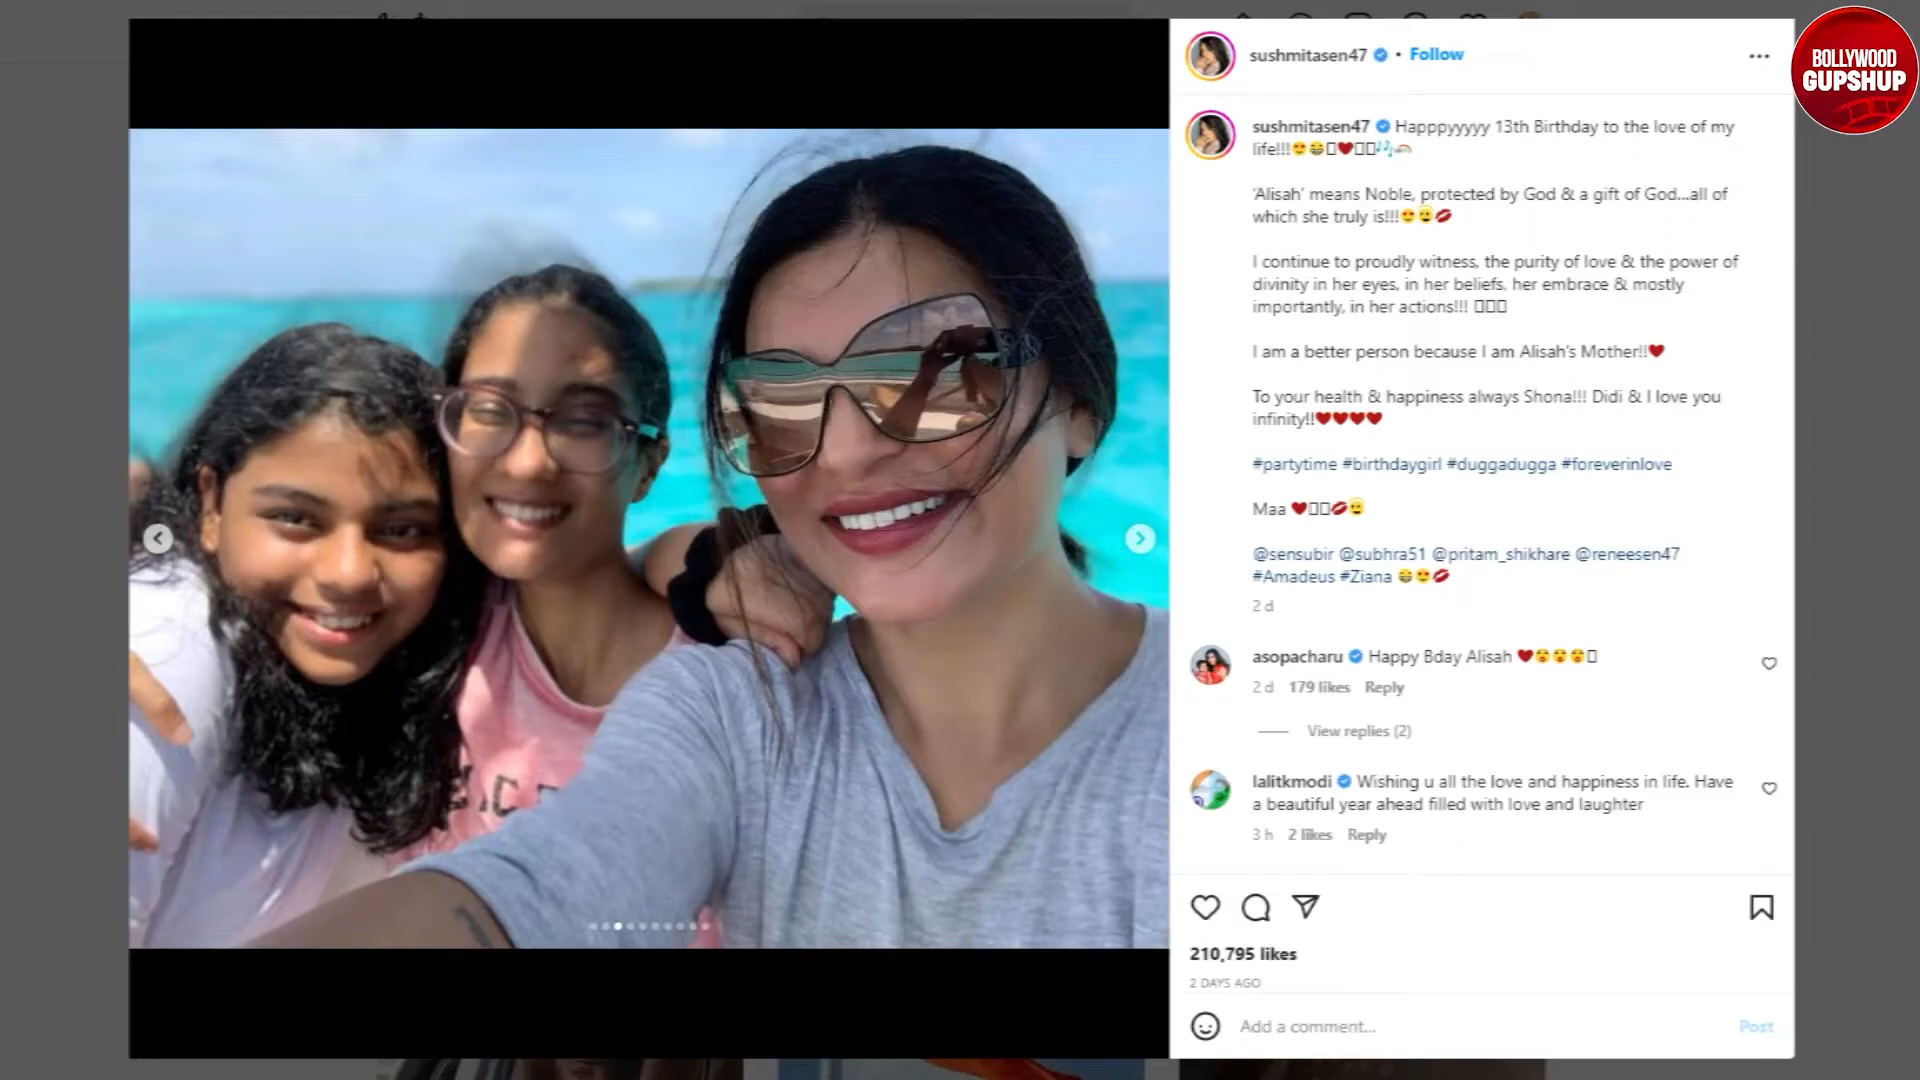 BOLLYWOOD
GUPSHUP
sushmitasen47 • Follow
sushmitasen47 Happpyyyyy 13th Birthday to the love of my
life!!!
'Alisah' means Noble, protected by God & a gift of God...all of
which she truly is!!!
I continue to proudly witness, the purity of love & the power of
divinity in her eyes, in her beliefs, her embrace & mostly
importantly, in her actions!!!
I am a better person because I am Alisah's Mother!!
To your health & happiness always Shona!!! Didi & I love you
infinity!!
#partytime #birthdaygirl #duggadugga #foreverinlove
Maa
@sensubir @subhra51 @pritam_shikhare @reneesen47
#Amadeus #Ziana
2 d
asopacharu Happy Bday Alisah
2 d 179 likes Reply
View replies (2)
lalitkmodi Wishing u all the love and happiness in life. Have
a beautiful year ahead filled with love and laughter
3 h 2 likes Reply
210,795 likes
2 DAYS AGO
Add a comment...
Post